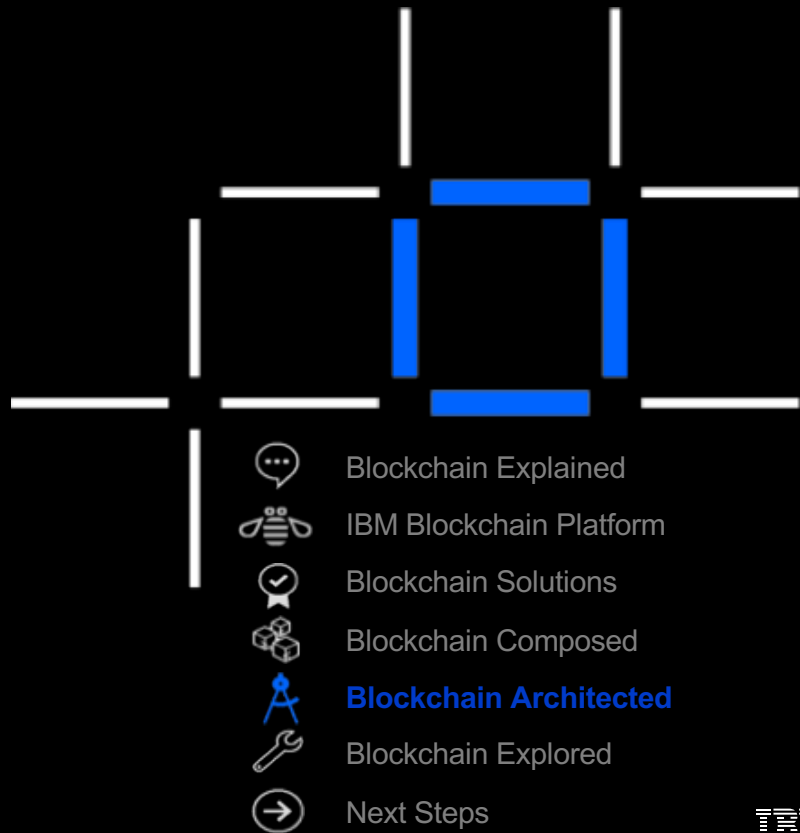 Blockchain Explained
IBM Blockchain Platform
Blockchain Solutions
Blockchain Composed
Blockchain Architected
Blockchain Explored
Next Steps